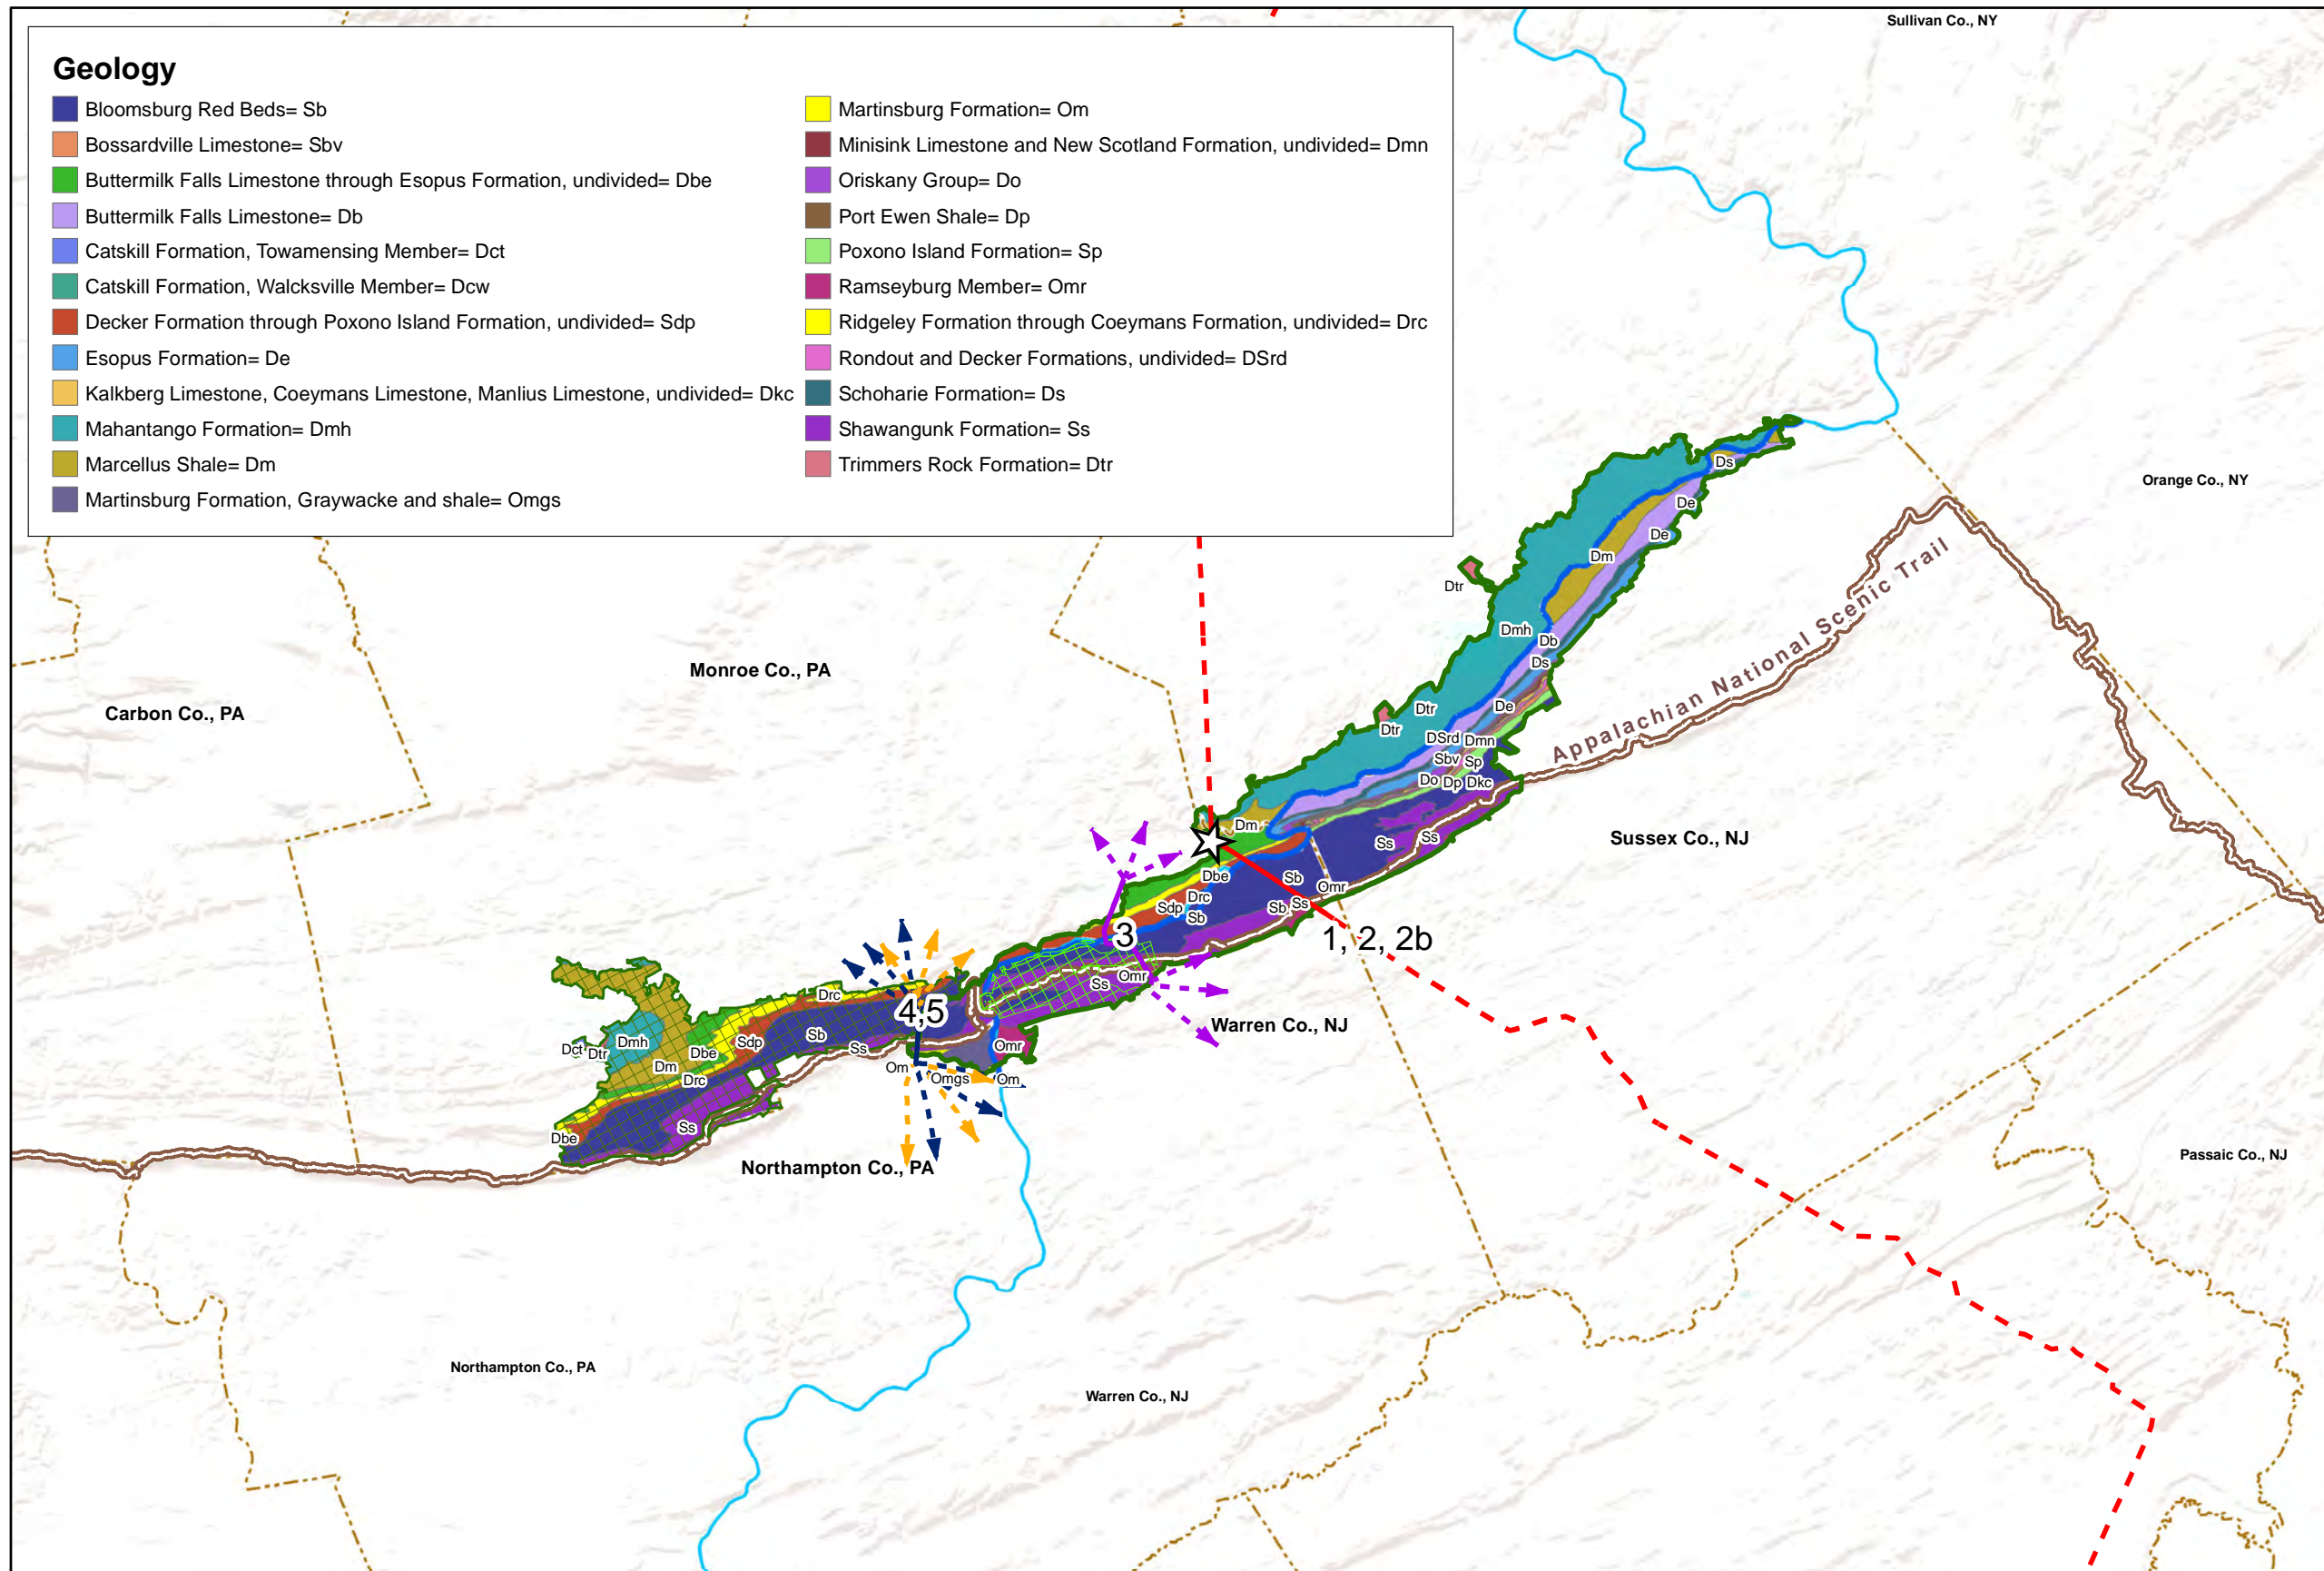 Sullivan Co., NY
Geology
Bloomsburg Red Beds= Sb
Bossardville Limestone= Sbv
Buttermilk Falls Limestone through Esopus Formation, undivided= Dbe
Buttermilk Falls Limestone= Db
Catskill Formation, Towamensing Member= Dct
Catskill Formation, Walcksville Member= Dcw
Decker Formation through Poxono Island Formation, undivided= Sdp
Esopus Formation= De
Kalkberg Limestone, Coeymans Limestone, Manlius Limestone, undivided= Dkc
Mahantango Formation= Dmh
Marcellus Shale= Dm
Martinsburg Formation, Graywacke and shale= Omgs
Martinsburg Formation= Om
Minisink Limestone and New Scotland Formation, undivided= Dmn
Oriskany Group= Do
Port Ewen Shale= Dp
Poxono Island Formation= Sp
Ramseyburg Member= Omr
Ridgeley Formation through Coeymans Formation, undivided= Drc
Rondout and Decker Formations, undivided= DSrd
Schoharie Formation= Ds
Shawangunk Formation= Ss
Trimmers Rock Formation= Dtr
Ds
Orange Co., NY
De
De
Dm
Dtr
Dmh
Db
Ds
Appalachian National Scenic Trail
Monroe Co., PA
Carbon Co., PA
De
Dtr
Dtr
DSrd
Dmn
Sbv
Sp
Do
Dp
Dkc
Dm
Ss
Ss
Sussex Co., NJ
Dbe
Sb
Omr
Drc
Sdp
Sb
Sb
Ss
3
1, 2, 2b
Omr
Ss
Drc
4,5
Warren Co., NJ
Sb
Ss
Dmh
Sdp
Dct
Dtr
Dbe
Omr
Dm
Drc
Om
Omgs
Om
Ss
Dbe
Northampton Co., PA
Passaic Co., NJ
Northampton Co., PA
Warren Co., NJ